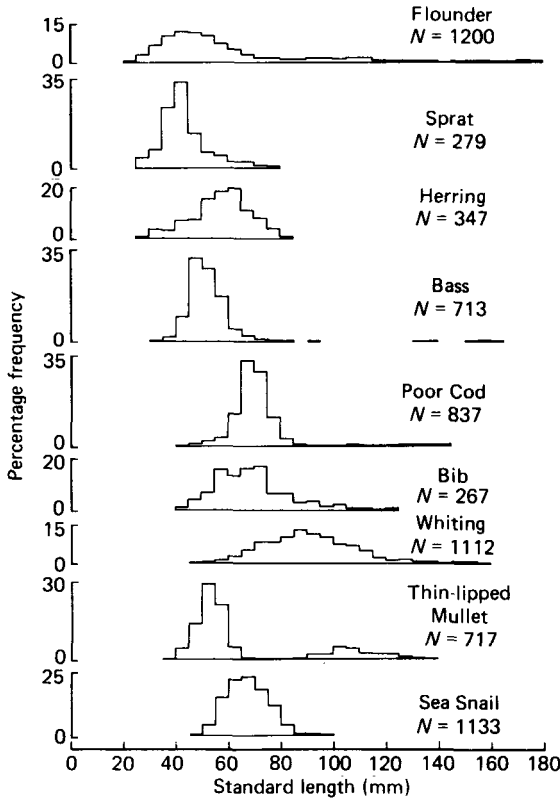 15
0
Flounder
N = 1200
35
0
Sprat
N = 279
20
0
Herring
N = 347
35
0
Bass
N = 713
35
0
Poor Cod
N = 837
20
0
Bib
N = 267
15
0
Whiting
N = 1112
30
0
Thin-lipped
Mullet
N = 717
25
0
Sea Snail
N = 1133
Percentage frequency
0 20 40 60 80 100 120 140 160 180
Standard length (mm)